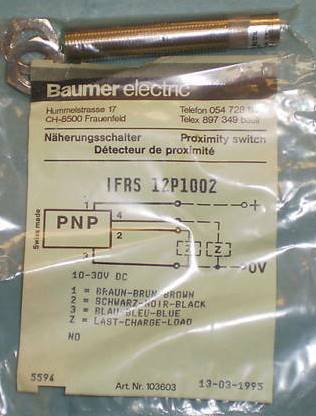 Baumer electric
Hummelstrasse 17 Telefon 054 728
CH-8500 Frauenfeld Telex 897 349
Näherungsschalter Proximity switch
Détecteur de proximité
IFRS 12P1002
1 +
4
PNP
2
Z Z
3 0V
Swiss made
10-30V DC
1 = BRAUN-BRUN-BROWN
2 = SCHWARZ-NOIR-BLACK
3 = BLAU-BLEU-BLUE
Z = LAST-CHARGE-LOAD
NO
5594 Art. Nr. 103603 13-03-1995